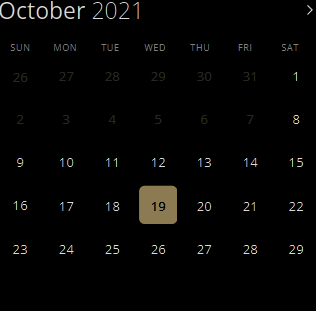 October 2021
SUN MON TUE WED THU FRI SAT
26 27 28 29 30 31 1
2 3 4 5 6 7 8
9 10 11 12 13 14 15
16 17 18 19 20 21 22
23 24 25 26 27 28 29